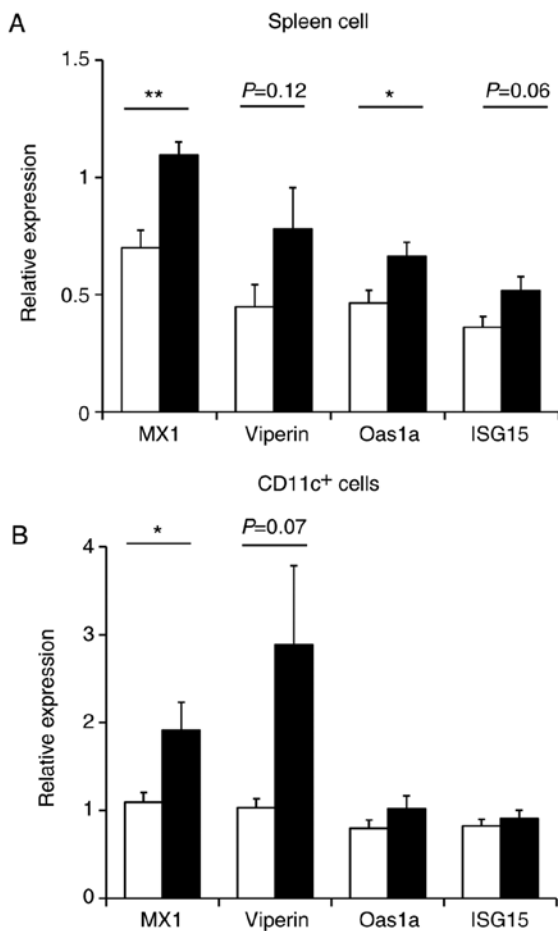 A
Spleen cell
Relative expression
1.5
1
0.5
0
**
P=0.12
*
P=0.06
MX1 Viperin Oas1a ISG15
CD11c+ cells
B
Relative expression
4
3
2
1
0
*
P=0.07
MX1 Viperin Oas1a ISG15